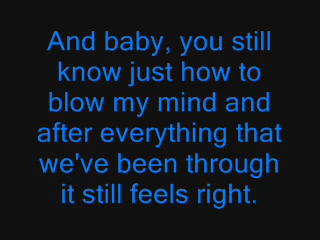 And baby, you still
know just how to
blow my mind and
after everything that
we've been through
it still feels right.